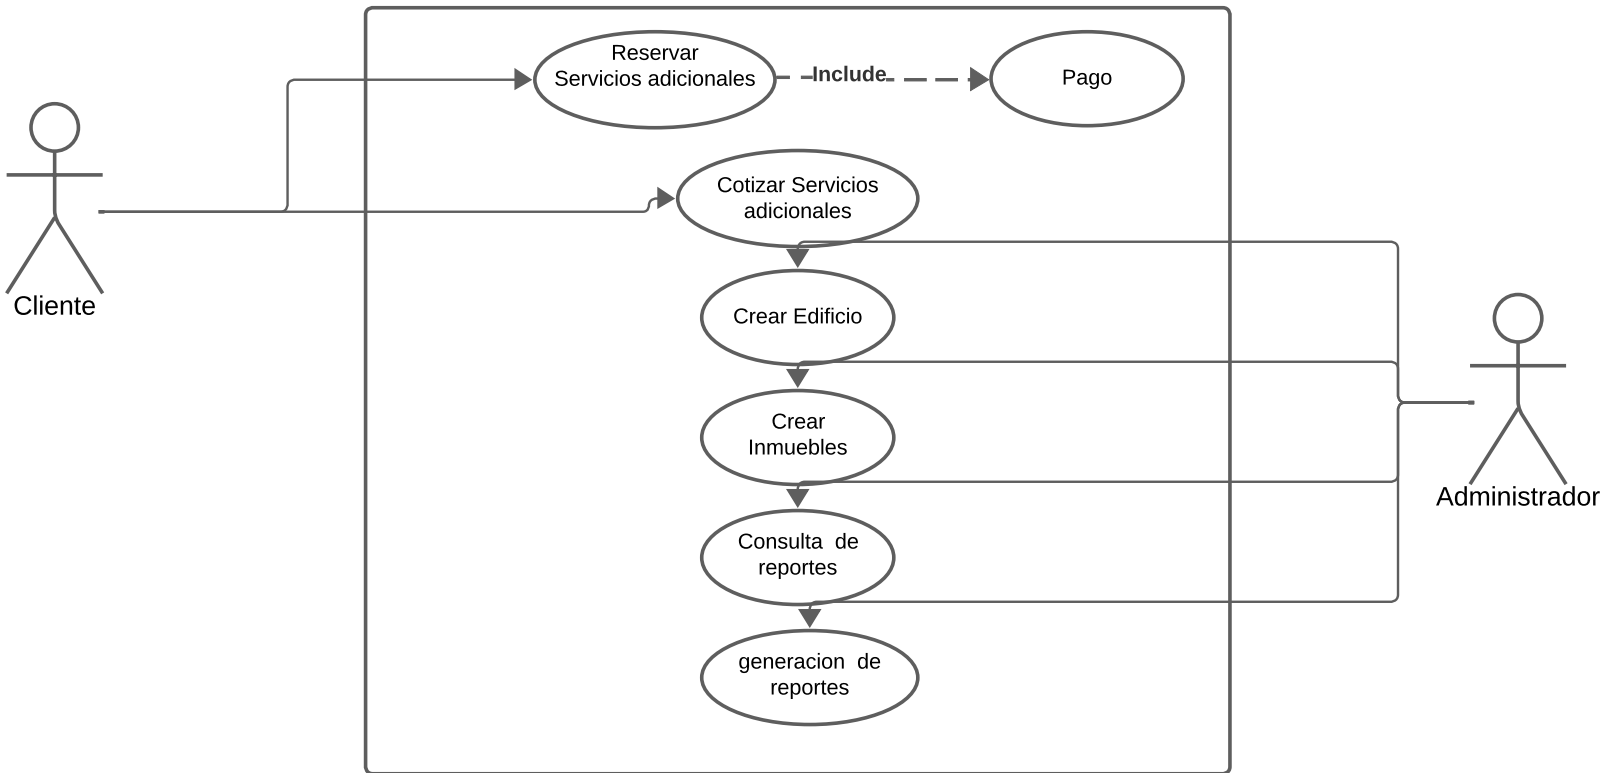 Reservar
Servicios adicionales
Include
Pago
Cotizar Servicios
adicionales
Cliente
Crear Edificio
Crear
Inmuebles
Administrador
Consulta  de
reportes
generacion  de
reportes